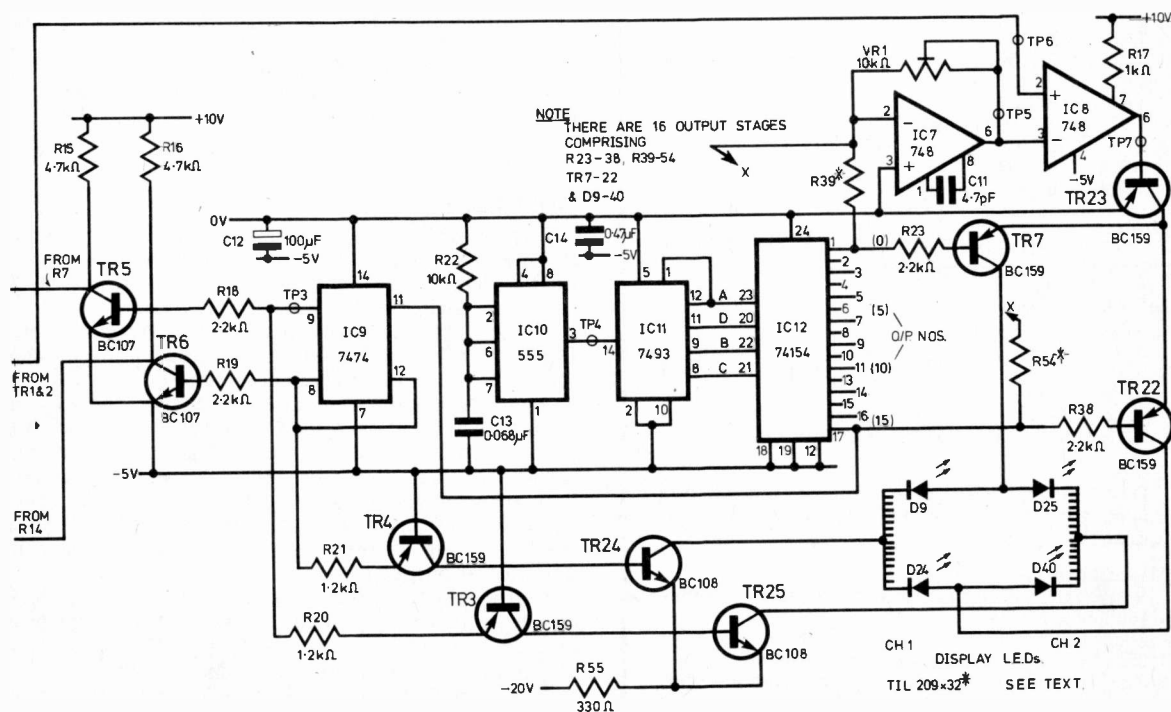 +10V
TP6
R17
1kΩ
VR1
10kΩ
2
+
IC8
748
7
6
3
−
4
−5V
TP7
TP5
NOTE
THERE ARE 16 OUTPUT STAGES
COMPRISING
R23-38, R39-54
TR7-22
& D9-40
X
2
−
IC7
748
6
3
+
8
1
C11
4.7pF
R39*
TR23
BC159
+10V
R15
4.7kΩ
R16
4.7kΩ
0V
C12
100µF
−5V
C14
0.47µF
−5V
R22
10kΩ
FROM
R7
TR5
BC107
R18
2.2kΩ
TP3
9
14
11
IC9
7474
12
8
7
4
8
2
IC10
555
3
6
7
1
TP4
14
5
1
12
IC11
7493
11
9
8
2
10
A
D
B
C
23
20
22
21
24
IC12
74154
18
19
12
1
(0)
2
3
4
5
6
(5)
7
8
O/P. NOS.
9
10
11
(10)
13
14
15
16
(15)
17
R23
2.2kΩ
TR7
BC159
X
R54*
R38
2.2kΩ
TR22
BC159
TR6
BC107
R19
2.2kΩ
FROM
TR1&2
C13
0.068µF
−5V
FROM
R14
TR4
BC159
R21
1.2kΩ
TR3
BC159
R20
1.2kΩ
TR24
BC108
TR25
BC108
−20V
R55
330Ω
D9
D25
D24
D40
CH 1
CH 2
DISPLAY L.E.Ds.
TIL 209×32*
SEE TEXT.